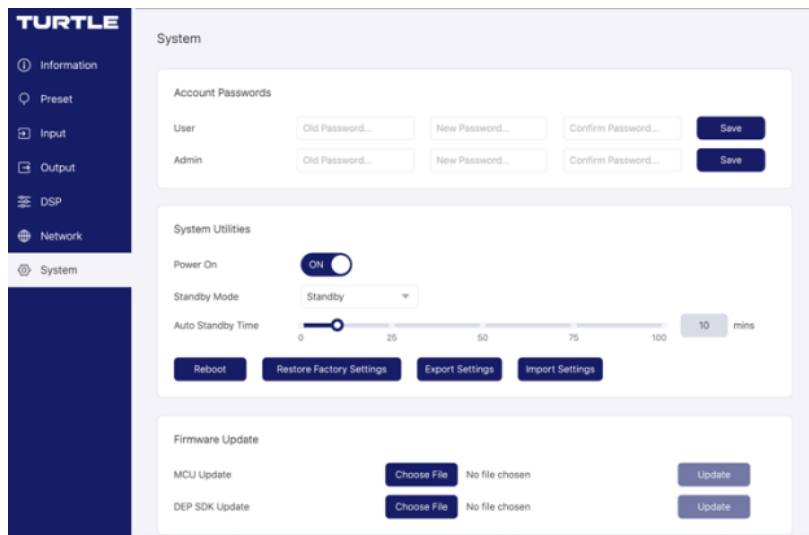 TURTLE
System
Information
Preset
Input
Output
DSP
Network
System
Account Passwords
User Old Password... New Password... Confirm Password... Save
Admin Old Password... New Password... Confirm Password... Save
System Utilities
Power On ON
Standby Mode Standby
Auto Standby Time 10 mins
0 25 50 75 100
Reboot Restore Factory Settings Export Settings Import Settings
Firmware Update
MCU Update Choose File No file chosen Update
DEP SDK Update Choose File No file chosen Update